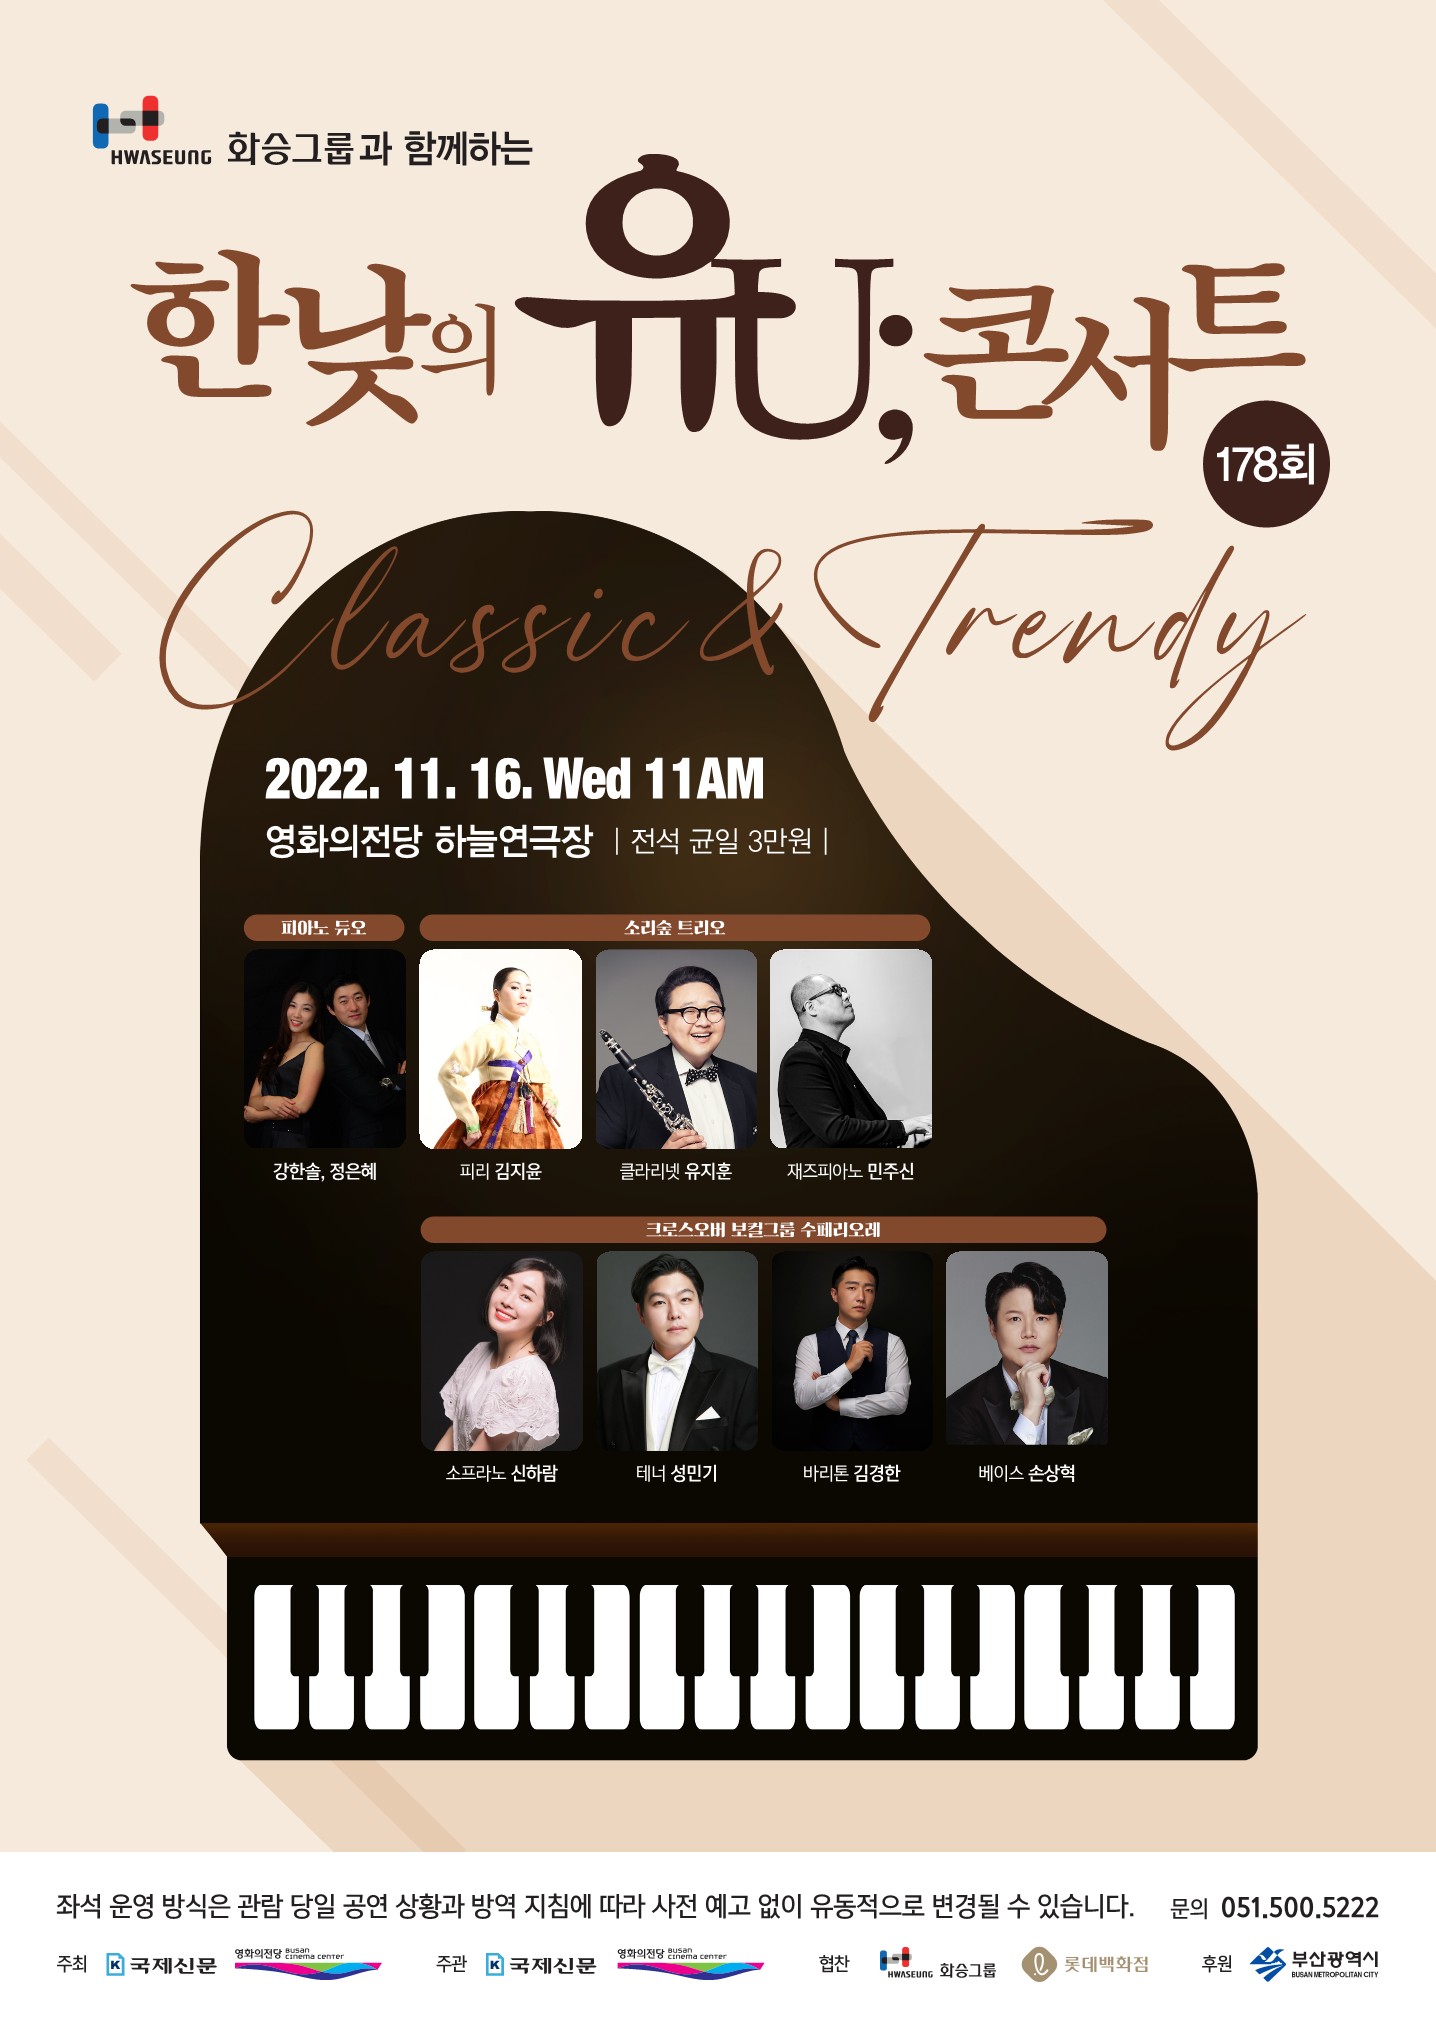 HWASEUNG 화승그룹과 함께하는
한낮의 유U;콘서트
178회
Classic & Trendy
2022. 11. 16. Wed 11AM
영화의전당 하늘연극장 | 전석 균일 3만원 |
피아노 듀오
소리숲 트리오
강한솔, 정은혜
피리 김지윤
클라리넷 유지훈
재즈피아노 민주신
크로스오버 보컬그룹 수페리오레
소프라노 신하람
테너 성민기
바리톤 김경한
베이스 손상혁
좌석 운영 방식은 관람 당일 공연 상황과 방역 지침에 따라 사전 예고 없이 유동적으로 변경될 수 있습니다.
문의 051.500.5222
주최 국제신문 영화의전당 BUSAN CINEMA CENTER
주관 국제신문 영화의전당 BUSAN CINEMA CENTER
협찬 HWASEUNG 화승그룹 롯데백화점
후원 부산광역시 BUSAN METROPOLITAN CITY